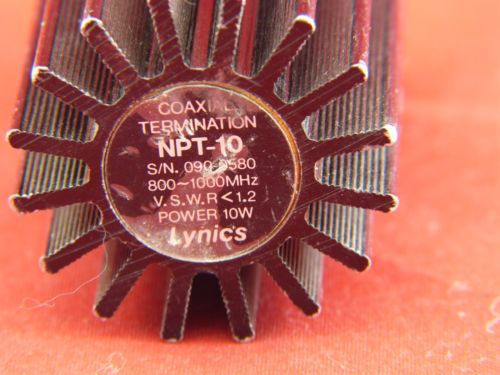 COAXIAL
TERMINATION
NPT-10
S/N. 090-0580
800~1000MHz
V.S.W.R<1.2
POWER 10W
Lynics